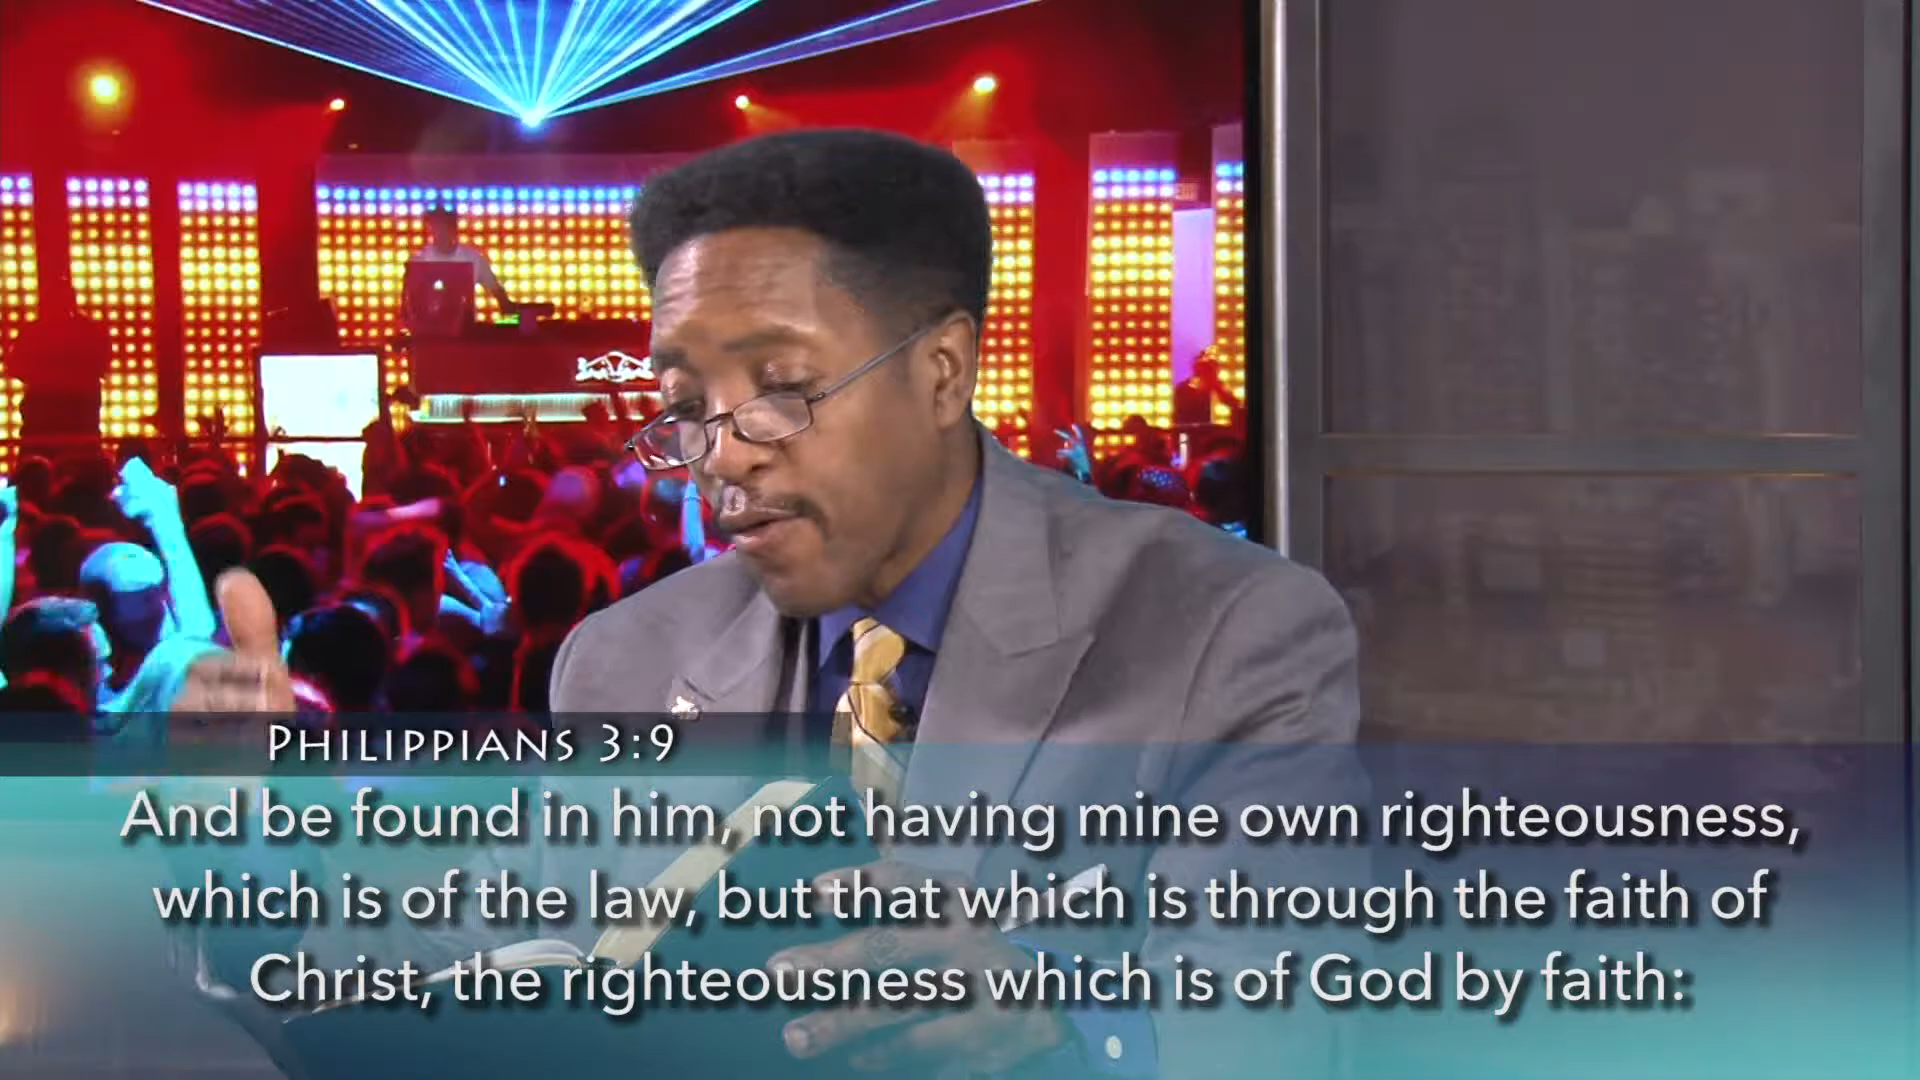 Philippians 3:9
And be found in him, not having mine own righteousness,
which is of the law, but that which is through the faith of
Christ, the righteousness which is of God by faith: